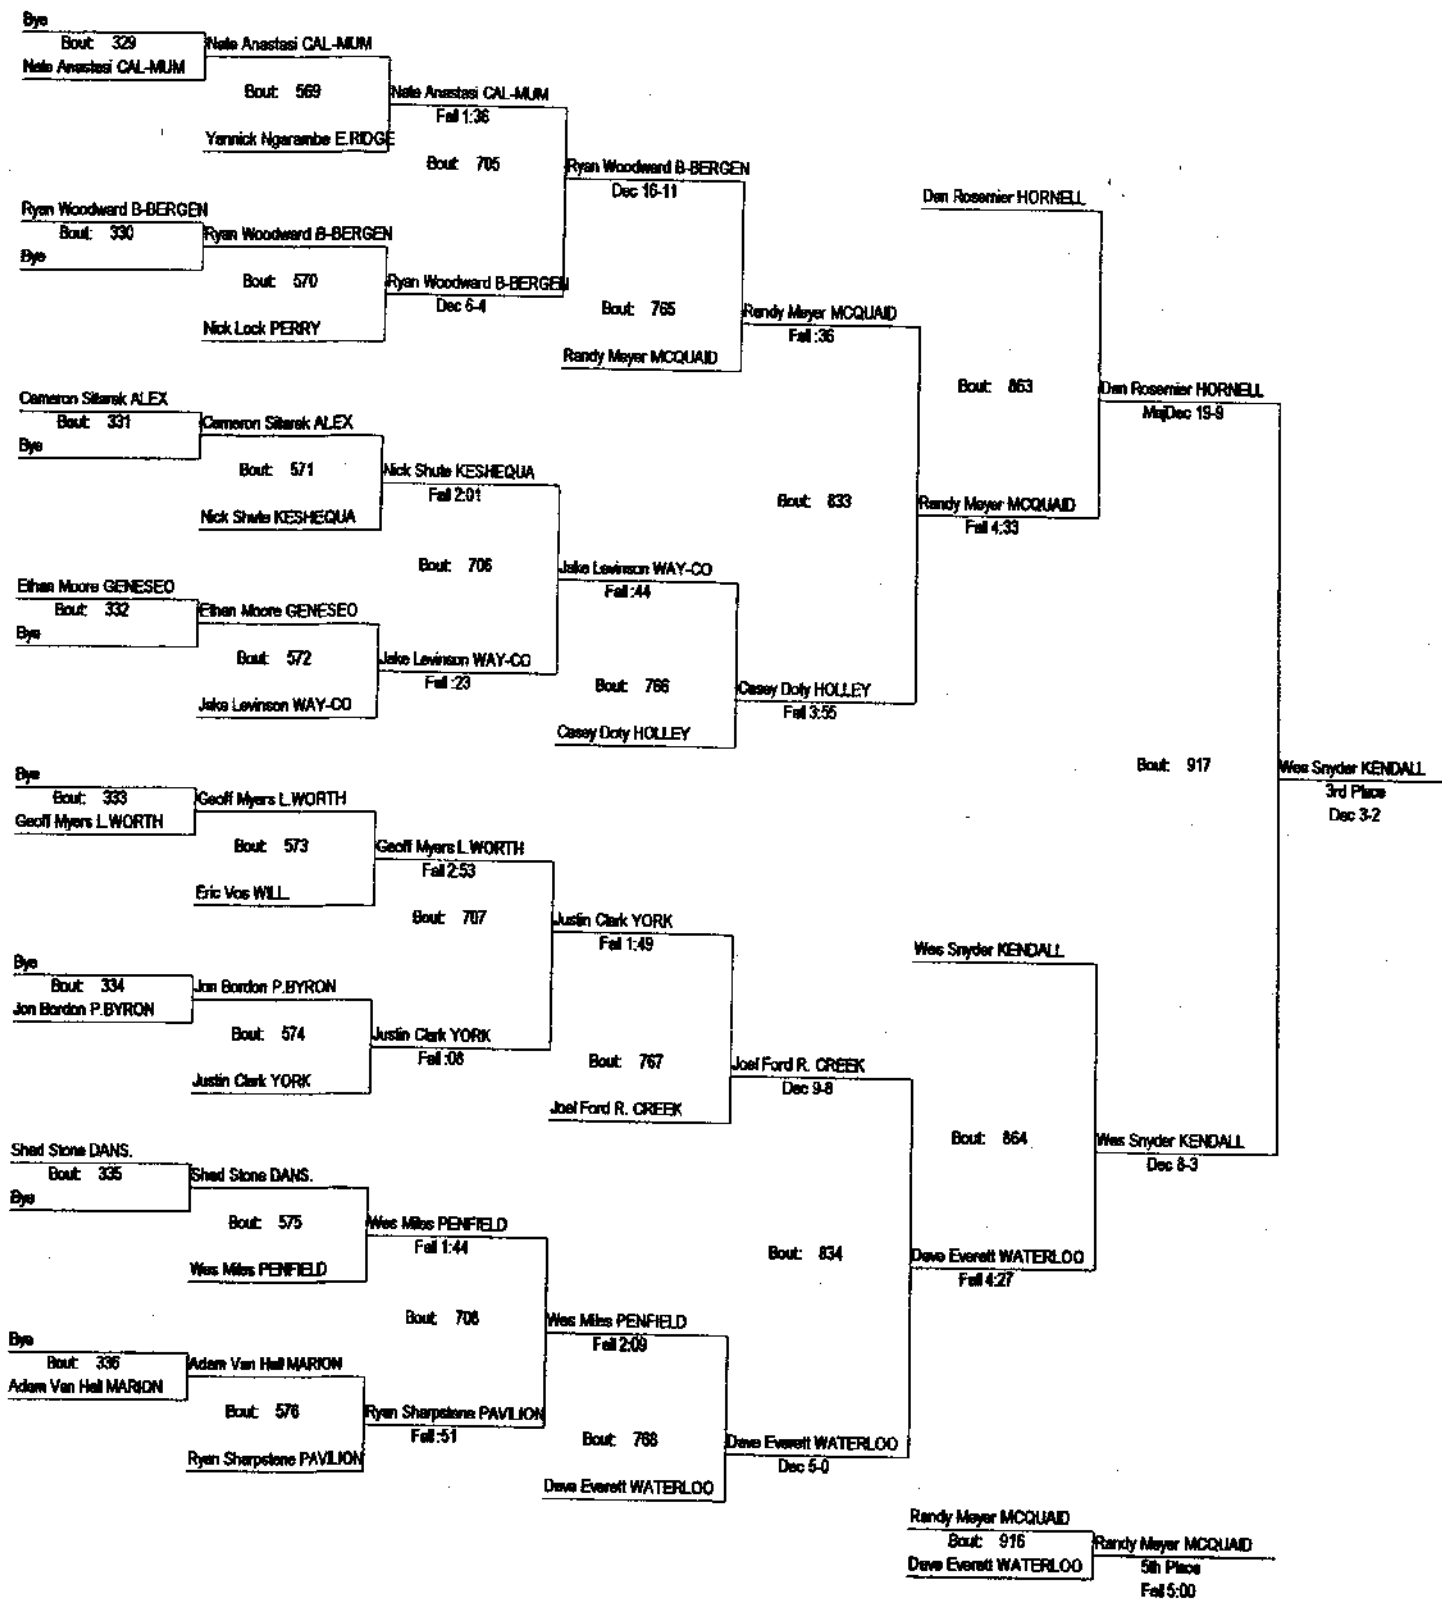 Bye
Bout: 329
Nate Anastasi CAL-MUM
Nate Anastasi CAL-MUM
Bout: 569
Yannick Ngarambe E.RIDGE
Nate Anastasi CAL-MUM
Fall 1:36
Bout: 705
Ryan Woodward B-BERGEN
Bout: 330
Bye
Ryan Woodward B-BERGEN
Bout: 570
Nick Lock PERRY
Ryan Woodward B-BERGEN
Dec 6-4
Ryan Woodward B-BERGEN
Dec 16-11
Bout: 765
Randy Meyer MCQUAID
Randy Meyer MCQUAID
Fall :36
Cameron Sitarek ALEX
Bout: 331
Bye
Cameron Sitarek ALEX
Bout: 571
Nick Shute KESHEQUA
Nick Shute KESHEQUA
Fall 2:01
Bout: 706
Ethan Moore GENESEO
Bout: 332
Bye
Ethan Moore GENESEO
Bout: 572
Jake Levinson WAY-CO
Jake Levinson WAY-CO
Fall :23
Jake Levinson WAY-CO
Fall :44
Bout: 766
Casey Doty HOLLEY
Casey Doty HOLLEY
Fall 3:55
Bout: 833
Dan Rosemier HORNELL
Bout: 863
Randy Meyer MCQUAID
Fall 4:33
Dan Rosemier HORNELL
MajDec 19-9
Bout: 917
Wes Snyder KENDALL
3rd Place
Dec 3-2
Bye
Bout: 333
Geoff Myers L.WORTH
Geoff Myers L.WORTH
Bout: 573
Eric Vos WILL.
Geoff Myers L.WORTH
Fall 2:53
Bout: 707
Bye
Bout: 334
Jon Bordon P.BYRON
Jon Bordon P.BYRON
Bout: 574
Justin Clark YORK
Justin Clark YORK
Fall :08
Justin Clark YORK
Fall 1:49
Bout: 767
Joel Ford R. CREEK
Joel Ford R. CREEK
Dec 9-8
Shad Stone DANS.
Bout: 335
Bye
Shad Stone DANS.
Bout: 575
Wes Miles PENFIELD
Wes Miles PENFIELD
Fall 1:44
Bout: 708
Bye
Bout: 336
Adam Van Hall MARION
Adam Van Hall MARION
Bout: 576
Ryan Sharpstene PAVILION
Ryan Sharpstene PAVILION
Fall :51
Wes Miles PENFIELD
Fall 2:09
Bout: 768
Dave Everett WATERLOO
Dave Everett WATERLOO
Dec 5-0
Bout: 834
Wes Snyder KENDALL
Bout: 864
Dave Everett WATERLOO
Fall 4:27
Wes Snyder KENDALL
Dec 8-3
Randy Meyer MCQUAID
Bout: 916
Dave Everett WATERLOO
Randy Meyer MCQUAID
5th Place
Fall 5:00